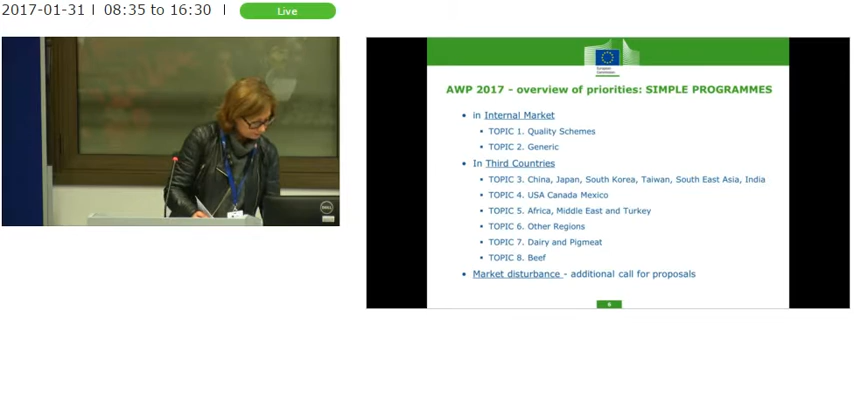 2017-01-31 I 08:35 to 16:30 I Live
European
Commission
AWP 2017 - overview of priorities: SIMPLE PROGRAMMES
• in Internal Market
• TOPIC 1. Quality Schemes
• TOPIC 2. Generic
• In Third Countries
• TOPIC 3. China, Japan, South Korea, Taiwan, South East Asia, India
• TOPIC 4. USA Canada Mexico
• TOPIC 5. Africa, Middle East and Turkey
• TOPIC 6. Other Regions
• TOPIC 7. Dairy and Pigmeat
• TOPIC 8. Beef
• Market disturbance - additional call for proposals
DELL